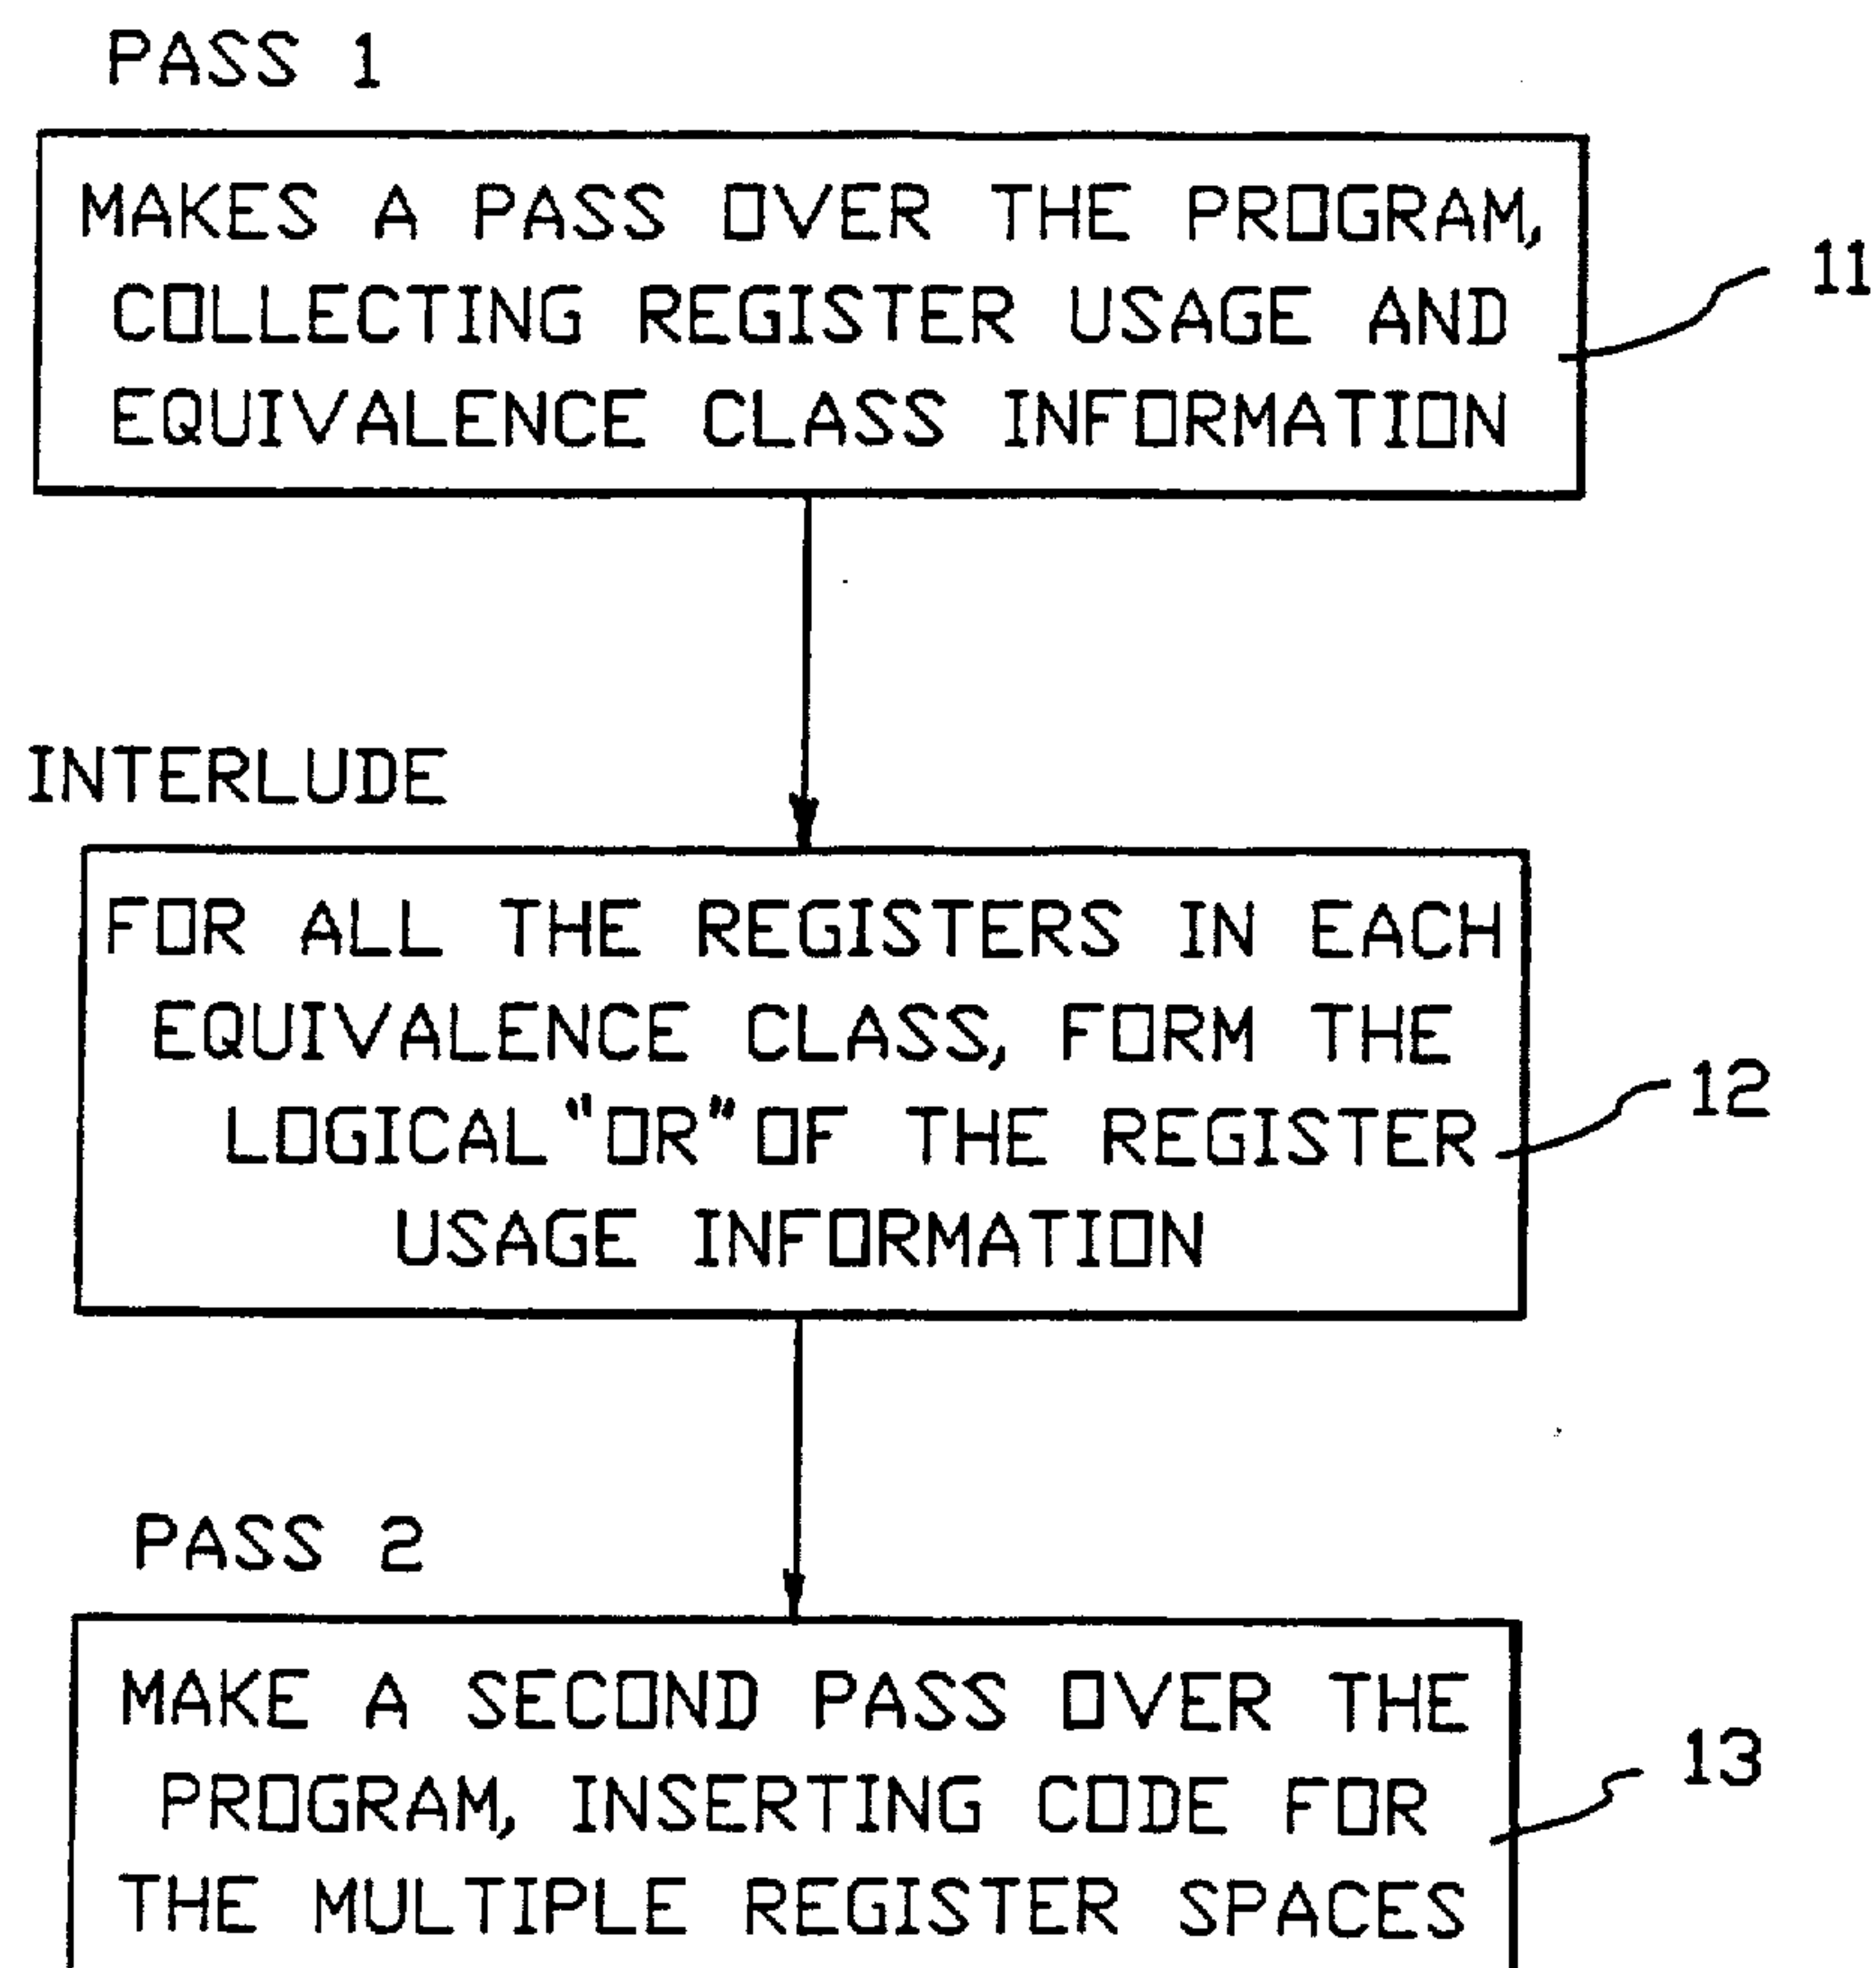 PASS 1
MAKES A PASS OVER THE PROGRAM,
COLLECTING REGISTER USAGE AND
EQUIVALENCE CLASS INFORMATION
11
INTERLUDE
FOR ALL THE REGISTERS IN EACH
EQUIVALENCE CLASS, FORM THE
LOGICAL "OR" OF THE REGISTER
USAGE INFORMATION
12
PASS 2
MAKE A SECOND PASS OVER THE
PROGRAM, INSERTING CODE FOR
THE MULTIPLE REGISTER SPACES
13